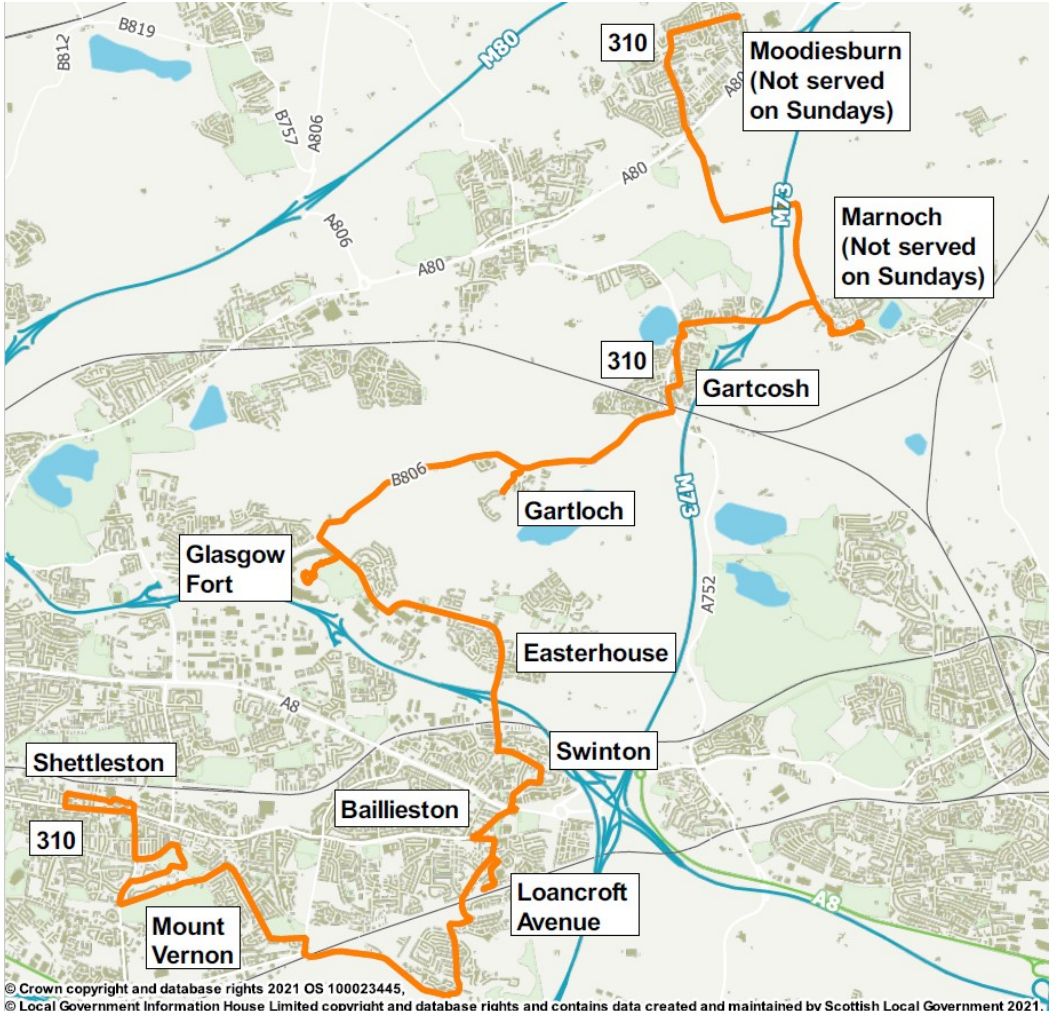 B819
B812
M80
310
Moodiesburn
(Not served
on Sundays)
A80
B757
A806
A80
A806
M73
Marnoch
(Not served
on Sundays)
A80
310
Gartcosh
B806
Gartloch
M73
Glasgow
Fort
A752
Easterhouse
A8
Swinton
Shettleston
Baillieston
310
Loancroft
Avenue
A8
Mount
Vernon
© Crown copyright and database rights 2021 OS 100023445,
© Local Government Information House Limited copyright and database rights and contains data created and maintained by Scottish Local Government 2021.